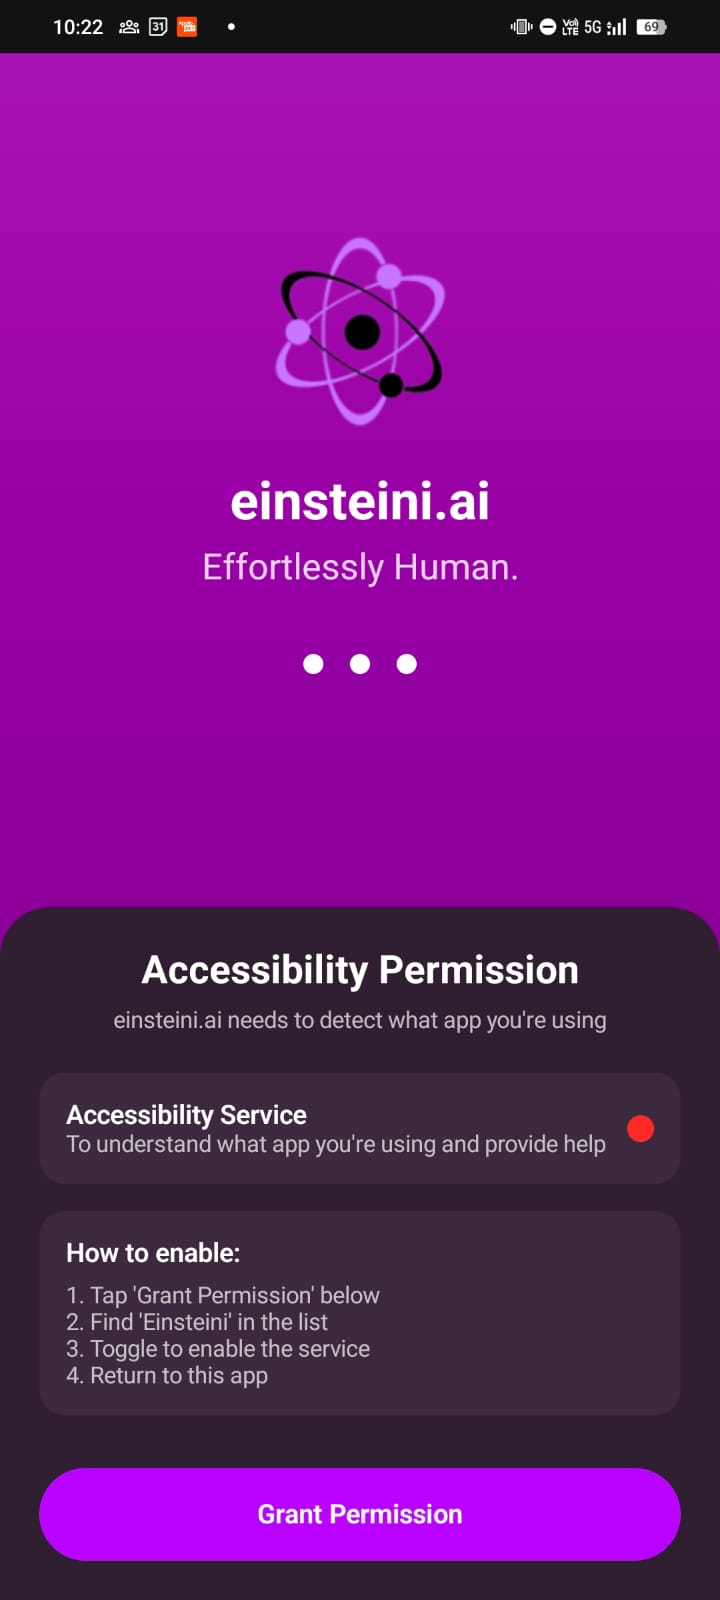 10:22
31
Vo) LTE 5G 69
einsteini.ai
Effortlessly Human.
Accessibility Permission
einsteini.ai needs to detect what app you're using
Accessibility Service
To understand what app you're using and provide help
How to enable:
1. Tap 'Grant Permission' below
2. Find 'Einsteini' in the list
3. Toggle to enable the service
4. Return to this app
Grant Permission